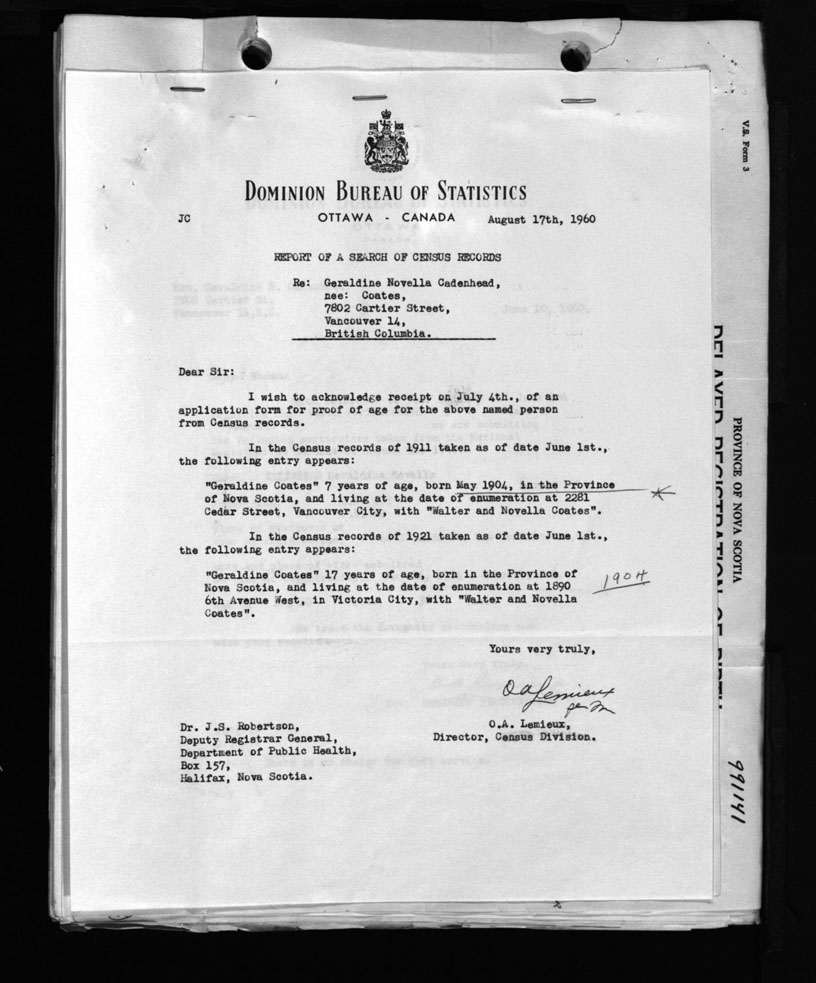 DOMINION BUREAU OF STATISTICS
JC OTTAWA - CANADA August 17th, 1960
REPORT OF A SEARCH OF CENSUS RECORDS
Re: Geraldine Novella Cadenhead,
nee: Coates,
7802 Cartier Street,
Vancouver 14,
British Columbia.
Dear Sir:
I wish to acknowledge receipt on July 4th., of an
application form for proof of age for the above named person
from Census records.
In the Census records of 1911 taken as of date June 1st.,
the following entry appears:
"Geraldine Coates" 7 years of age, born May 1904, in the Province
of Nova Scotia, and living at the date of enumeration at 2281
Cedar Street, Vancouver City, with "Walter and Novella Coates".
In the Census records of 1921 taken as of date June 1st.,
the following entry appears:
"Geraldine Coates" 17 years of age, born in the Province of
Nova Scotia, and living at the date of enumeration at 1890
6th Avenue West, in Victoria City, with "Walter and Novella
Coates".
1904
Yours very truly,
O A Lemieux
O.A. Lemieux,
Director, Census Division.
Dr. J.S. Robertson,
Deputy Registrar General,
Department of Public Health,
Box 157,
Halifax, Nova Scotia.
V.S. Form 3
PROVINCE OF NOVA SCOTIA
DELAYED REGISTRATION OF BIRTH
991141